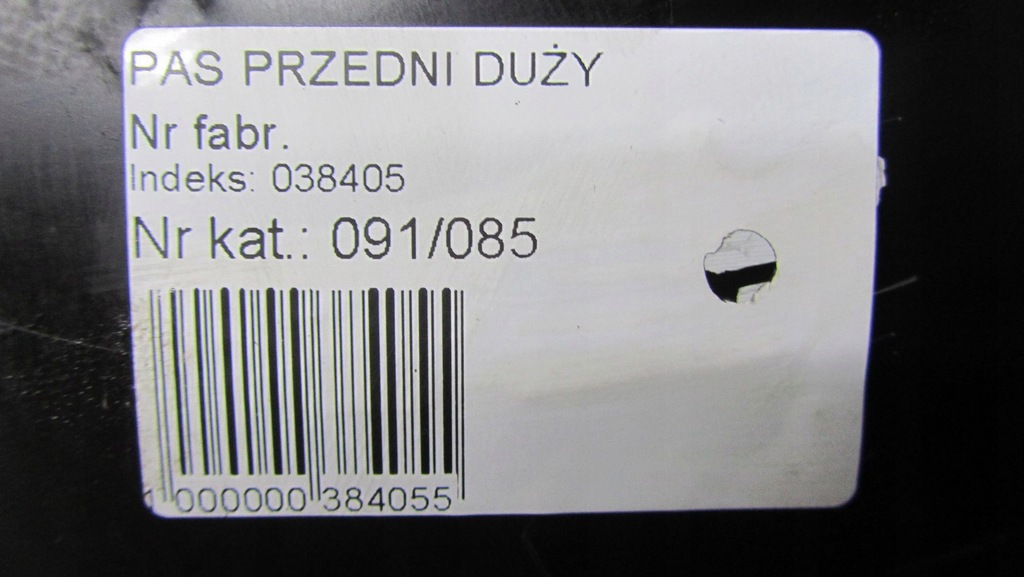 PAS PRZEDNI DUŻY
Nr fabr.
Indeks: 038405
Nr kat.: 091/085
1 000000 384055